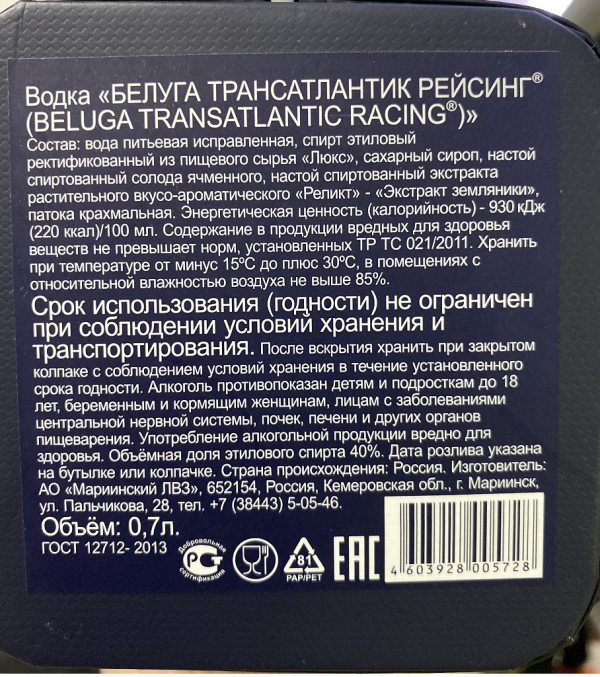 Водка «БЕЛУГА ТРАНСАТЛАНТИК РЕЙСИНГ®
(BELUGA TRANSATLANTIC RACING®)»
Состав: вода питьевая исправленная, спирт этиловый
ректификованный из пищевого сырья «Люкс», сахарный сироп, настой
спиртованный солода ячменного, настой спиртованный экстракта
растительного вкусо-ароматического «Реликт» - «Экстракт земляники»,
патока крахмальная. Энергетическая ценность (калорийность) - 930 кДж
(220 ккал)/100 мл. Содержание в продукции вредных для здоровья
веществ не превышает норм, установленных ТР ТС 021/2011. Хранить
при температуре от минус 15ºС до плюс 30ºС, в помещениях с
относительной влажностью воздуха не выше 85%.
Срок использования (годности) не ограничен
при соблюдении условий хранения и
транспортирования. После вскрытия хранить при закрытом
колпаке с соблюдением условий хранения в течение установленного
срока годности. Алкоголь противопоказан детям и подросткам до 18
лет, беременным и кормящим женщинам, лицам с заболеваниями
центральной нервной системы, почек, печени и других органов
пищеварения. Употребление алкогольной продукции вредно для
здоровья. Объёмная доля этилового спирта 40%. Дата розлива указана
на бутылке или колпачке. Страна происхождения: Россия. Изготовитель:
АО «Мариинский ЛВЗ», 652154, Россия, Кемеровская обл., г. Мариинск,
ул. Пальчикова, 28, тел. +7 (38443) 5-05-46.
Объём: 0,7л.
ГОСТ 12712- 2013
Добровольная
РСТ
сертификация
81
PAP/PET
EAC
4 603928 005728